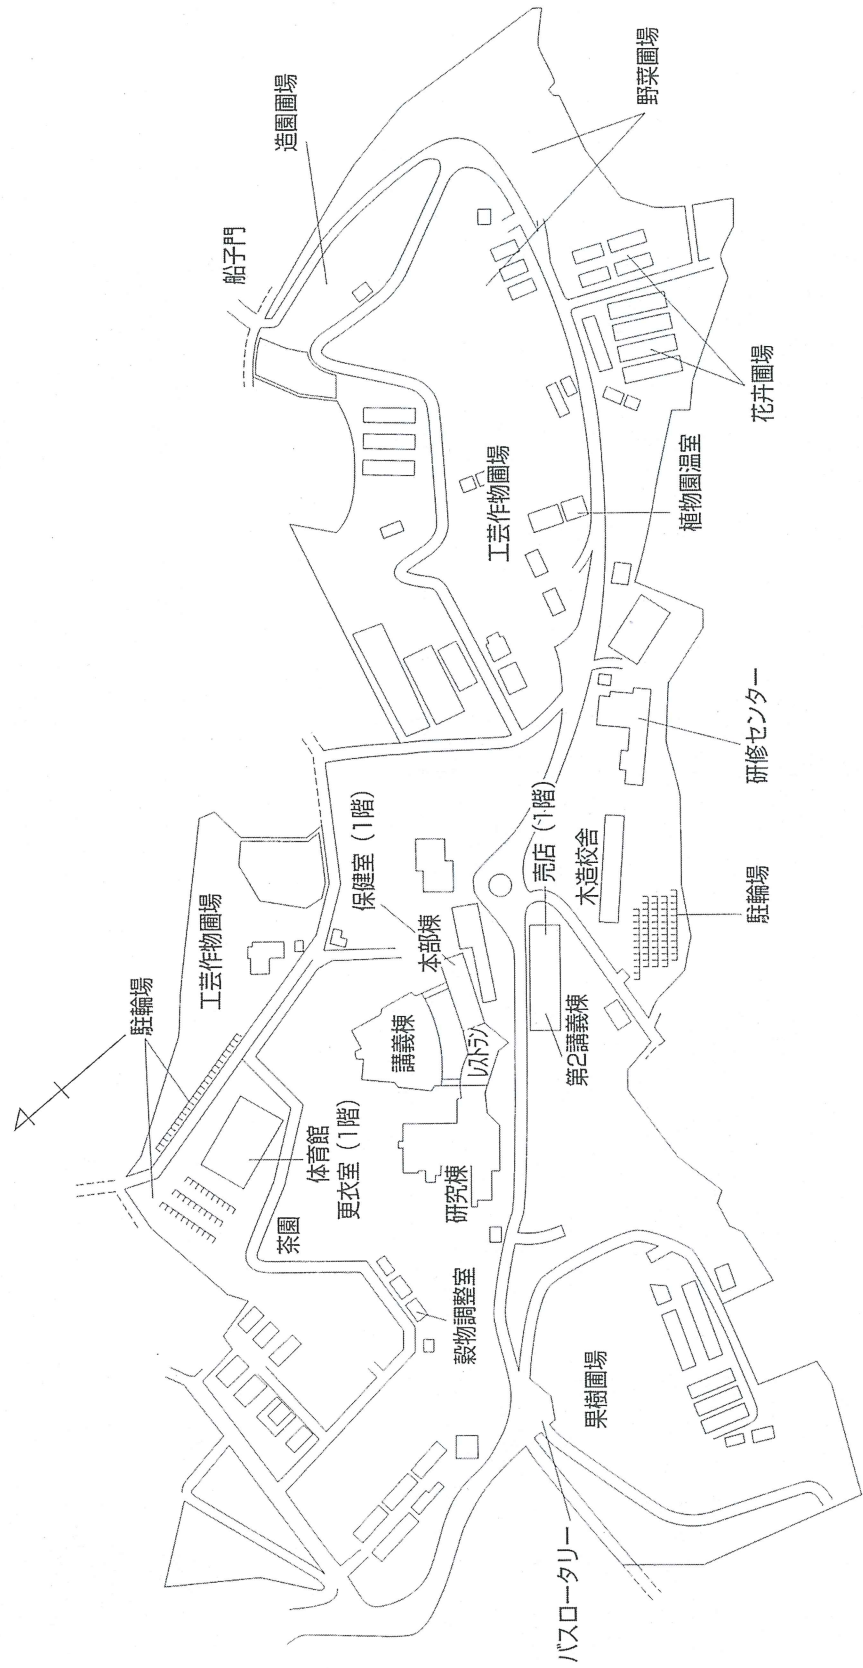 船子門
造園圃場
野菜圃場
工芸作物圃場
植物園温室
花卉圃場
駐輪場
工芸作物圃場
保健室(1階)
本部棟
講義棟
レストラン
売店(1階)
木造校舎
研修センター
駐輪場
第2講義棟
体育館
更衣室(1階)
茶園
研究棟
穀物調整室
果樹圃場
バスロータリー